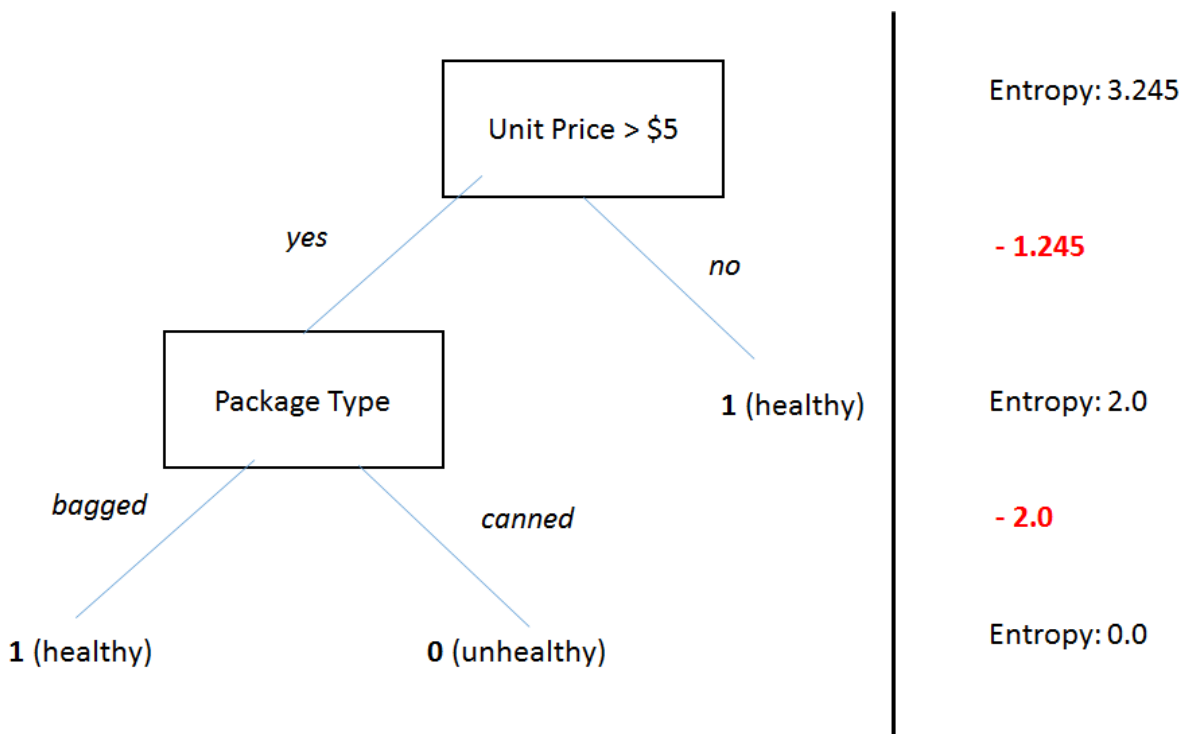 Unit Price > $5
Entropy: 3.245
yes
no
- 1.245
Package Type
1 (healthy)
Entropy: 2.0
bagged
canned
- 2.0
1 (healthy)
0 (unhealthy)
Entropy: 0.0